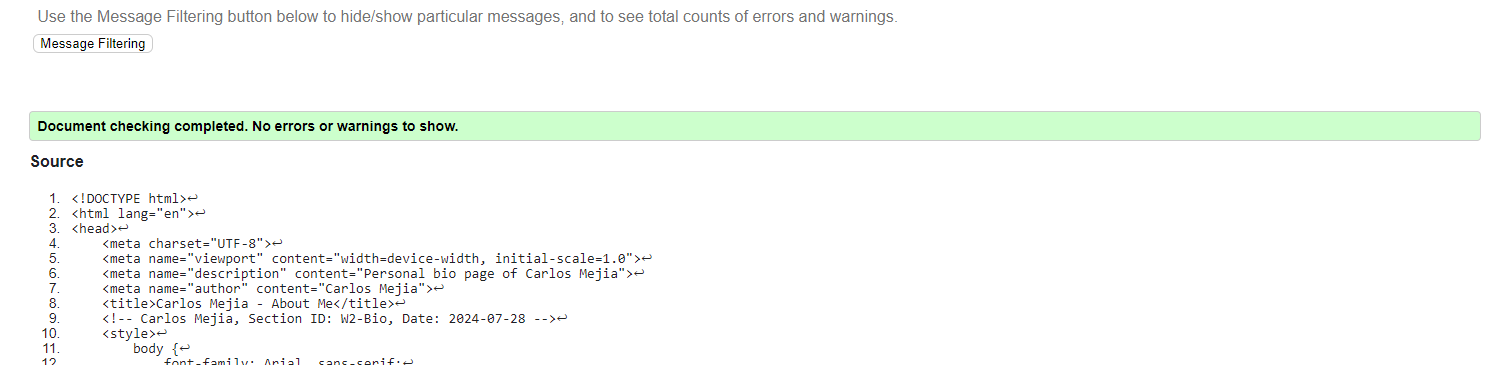 Use the Message Filtering button below to hide/show particular messages, and to see total counts of errors and warnings.
Message Filtering
Document checking completed. No errors or warnings to show.
Source
1. <!DOCTYPE html>↩
2. <html lang="en">↩
3. <head>↩
4.     <meta charset="UTF-8">↩
5.     <meta name="viewport" content="width=device-width, initial-scale=1.0">↩
6.     <meta name="description" content="Personal bio page of Carlos Mejia">↩
7.     <meta name="author" content="Carlos Mejia">↩
8.     <title>Carlos Mejia - About Me</title>↩
9.     <!-- Carlos Mejia, Section ID: W2-Bio, Date: 2024-07-28 -->↩
10.     <style>↩
11.         body {↩
12.             font-family: Arial, sans-serif;↩